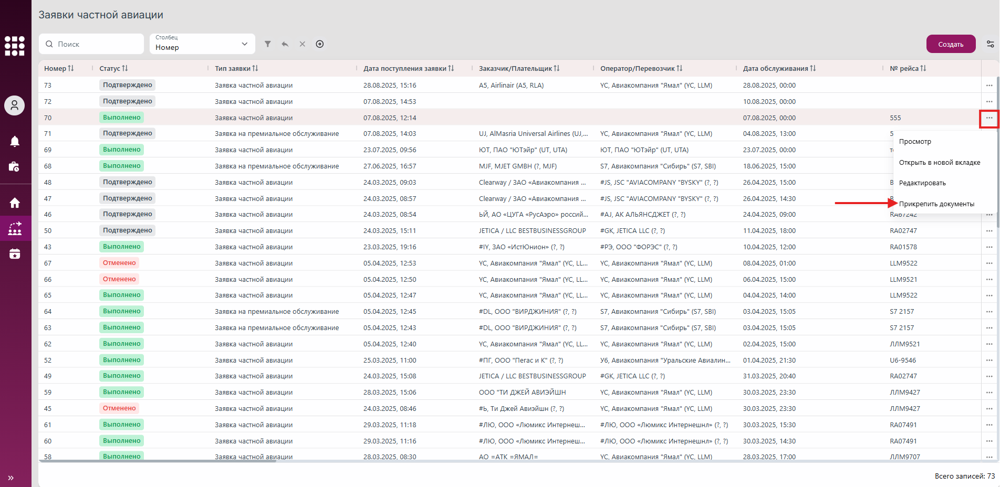 Заявки частной авиации
Поиск
Столбец
Номер
Создать
Номер Статус Тип заявки Дата поступления заявки Заказчик/Плательщик Оператор/Перевозчик Дата обслуживания № рейса
73 Подтверждено Заявка частной авиации 28.08.2025, 15:16 A5, Airlinair (A5, RLA) YC, Авиакомпания "Ямал" (YC, LLM) 28.08.2025, 00:00 ...
72 Подтверждено Заявка частной авиации 07.08.2025, 14:53 10.08.2025, 00:00 ...
70 Выполнено Заявка частной авиации 07.08.2025, 12:14 07.08.2025, 00:00 555 ...
71 Подтверждено Заявка на премиальное обслуживание 07.08.2025, 14:03 UJ, AlMasria Universal Airlines (UJ,... YC, Авиакомпания "Ямал" (YC, LLM) 04.08.2025, 13:00 5
Просмотр
69 Выполнено Заявка частной авиации 23.07.2025, 09:56 ЮТ, ПАО "ЮТэйр" (UT, UTA) ЮТ, ПАО "ЮТэйр" (UT, UTA) 23.07.2025, 00:00
Открыть в новой вкладке
68 Выполнено Заявка на премиальное обслуживание 27.06.2025, 16:57 MJF, MJET GMBH (?, MJF) S7, Авиакомпания "Сибирь" (S7, SBI) 18.06.2025, 15:00
48 Подтверждено Заявка частной авиации 24.03.2025, 09:03 Clearway / ЗАО «Авиакомпания ... #JS, JSC "AVIACOMPANY "BYSKY" (?, ?) 26.04.2025, 15:00
Редактировать
47 Подтверждено Заявка частной авиации 24.03.2025, 08:57 Clearway / ЗАО «Авиакомпания ... #JS, JSC "AVIACOMPANY "BYSKY" (?, ?) 26.04.2025, 14:30
Прикрепить документы
46 Подтверждено Заявка частной авиации 24.03.2025, 08:54 ЬЙ, АО «ЦУГА «РусАэро» россий... #AJ, АК АЛЬЯНСДЖЕТ (?, ?) 24.04.2025, 09:00 RA67242 ...
50 Подтверждено Заявка частной авиации 24.03.2025, 15:11 JETICA / LLC BESTBUSINESSGROUP #GK, JETICA LLC (?, ?) 11.04.2025, 18:00 RA02747 ...
43 Выполнено Заявка частной авиации 23.03.2025, 19:16 #IY, ЗАО «ИстЮнион» (?, ?) #РЭ, ООО "ФОРЭС" (?, ?) 10.04.2025, 12:00 RA01578 ...
67 Отменено Заявка частной авиации 05.04.2025, 12:53 YC, Авиакомпания "Ямал" (YC, LL... YC, Авиакомпания "Ямал" (YC, LLM) 08.04.2025, 01:00 LLM9522 ...
66 Отменено Заявка частной авиации 05.04.2025, 12:50 YC, Авиакомпания "Ямал" (YC, LL... YC, Авиакомпания "Ямал" (YC, LLM) 06.04.2025, 15:00 LLM9521 ...
65 Выполнено Заявка частной авиации 05.04.2025, 12:47 YC, Авиакомпания "Ямал" (YC, LL... YC, Авиакомпания "Ямал" (YC, LLM) 04.04.2025, 14:00 LLM9522 ...
64 Выполнено Заявка на премиальное обслуживание 05.04.2025, 12:45 #DL, ООО "ВИРДЖИНИЯ" (?, ?) S7, Авиакомпания "Сибирь" (S7, SBI) 03.04.2025, 15:05 S7 2157 ...
63 Выполнено Заявка на премиальное обслуживание 05.04.2025, 12:43 #DL, ООО "ВИРДЖИНИЯ" (?, ?) S7, Авиакомпания "Сибирь" (S7, SBI) 03.04.2025, 15:05 S7 2157 ...
62 Выполнено Заявка частной авиации 05.04.2025, 12:40 YC, Авиакомпания "Ямал" (YC, LL... YC, Авиакомпания "Ямал" (YC, LLM) 02.04.2025, 15:00 ЛЛМ9521 ...
52 Выполнено Заявка частной авиации 25.03.2025, 11:00 #ПГ, ООО "Пегас и К" (?, ?) У6, Авиакомпания "Уральские Авиалин... 01.04.2025, 21:30 U6-9546 ...
49 Выполнено Заявка частной авиации 24.03.2025, 15:08 JETICA / LLC BESTBUSINESSGROUP #GK, JETICA LLC (?, ?) 31.03.2025, 20:40 RA02747 ...
59 Выполнено Заявка частной авиации 28.03.2025, 15:06 ООО "ТИ ДЖЕЙ АВИЭЙШН YC, Авиакомпания "Ямал" (YC, LLM) 30.03.2025, 23:30 ЛЛМ9427 ...
45 Отменено Заявка частной авиации 24.03.2025, 08:46 #Ь, Ти Джей Авиэйшн (?, ?) YC, Авиакомпания "Ямал" (YC, LLM) 30.03.2025, 23:30 ЛЛМ9427 ...
61 Выполнено Заявка частной авиации 29.03.2025, 11:18 #ЛЮ, ООО «Люмикс Интернеш... #ЛЮ, ООО «Люмикс Интернешнл» (?, ?) 30.03.2025, 15:30 RA07491 ...
60 Выполнено Заявка частной авиации 29.03.2025, 11:16 #ЛЮ, ООО «Люмикс Интернеш... #ЛЮ, ООО «Люмикс Интернешнл» (?, ?) 30.03.2025, 14:30 RA07491 ...
58 Выполнено Заявка частной авиации 28.03.2025, 08:30 АО =АТК =ЯМАЛ= YC, Авиакомпания "Ямал" (YC, LLM) 28.03.2025, 17:00 ЛЛМ9707 ...
Всего записей: 73